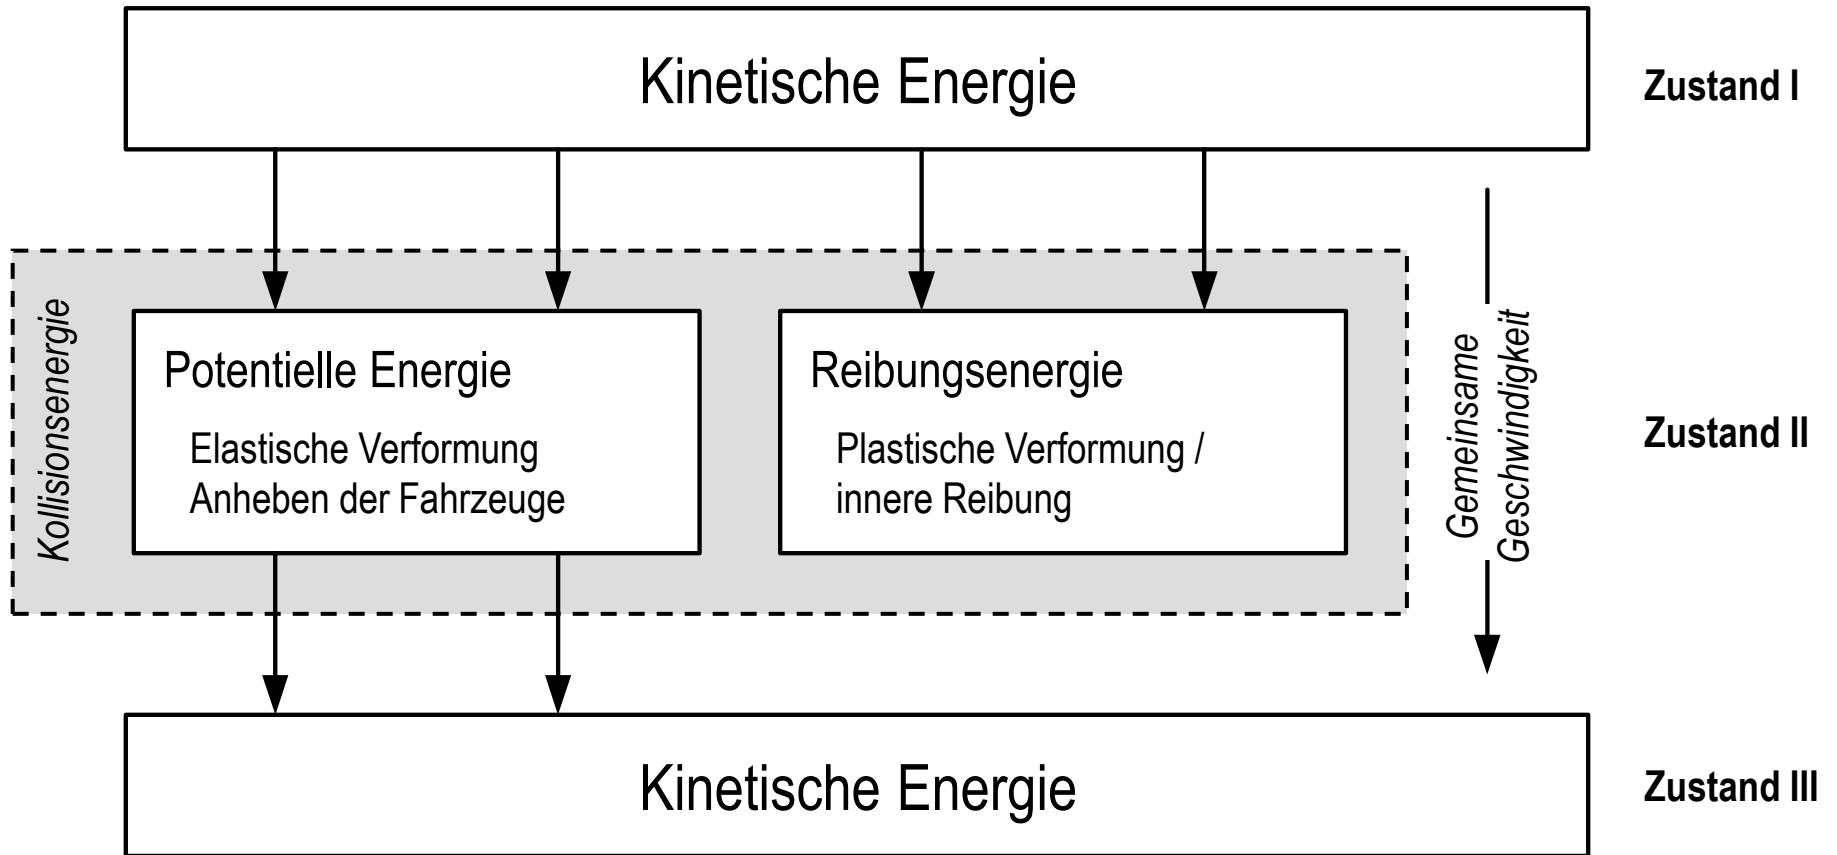 Kinetische Energie
Zustand I
Kollisionsenergie
Potentielle Energie
Elastische Verformung
Anheben der Fahrzeuge
Reibungsenergie
Plastische Verformung /
innere Reibung
Gemeinsame
Geschwindigkeit
Zustand II
Kinetische Energie
Zustand III